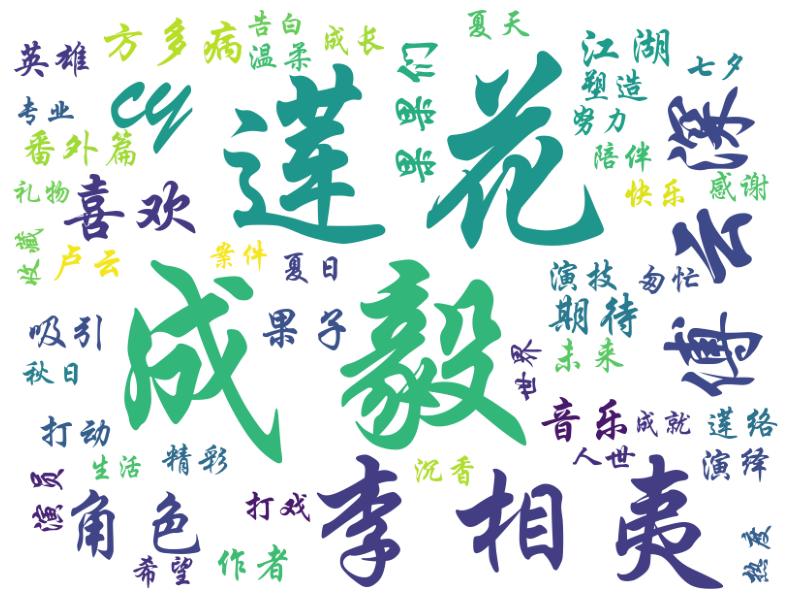 告白
夏天
方多病
成长
英雄
温柔
江湖
七夕
果果们
cy
塑造
专业
莲花
努力
深
番外篇
陪伴
礼物
喜欢
快乐
感谢
收藏
云
卢云
案件
夏日
演技
匆忙
成毅
期待
吸引
果子
傅
世界
未来
秋日
打动
音乐
成就
莲络
生活
精彩
沉香
人世
演绎
演员
角色
打戏
李相夷
希望
作者
热度